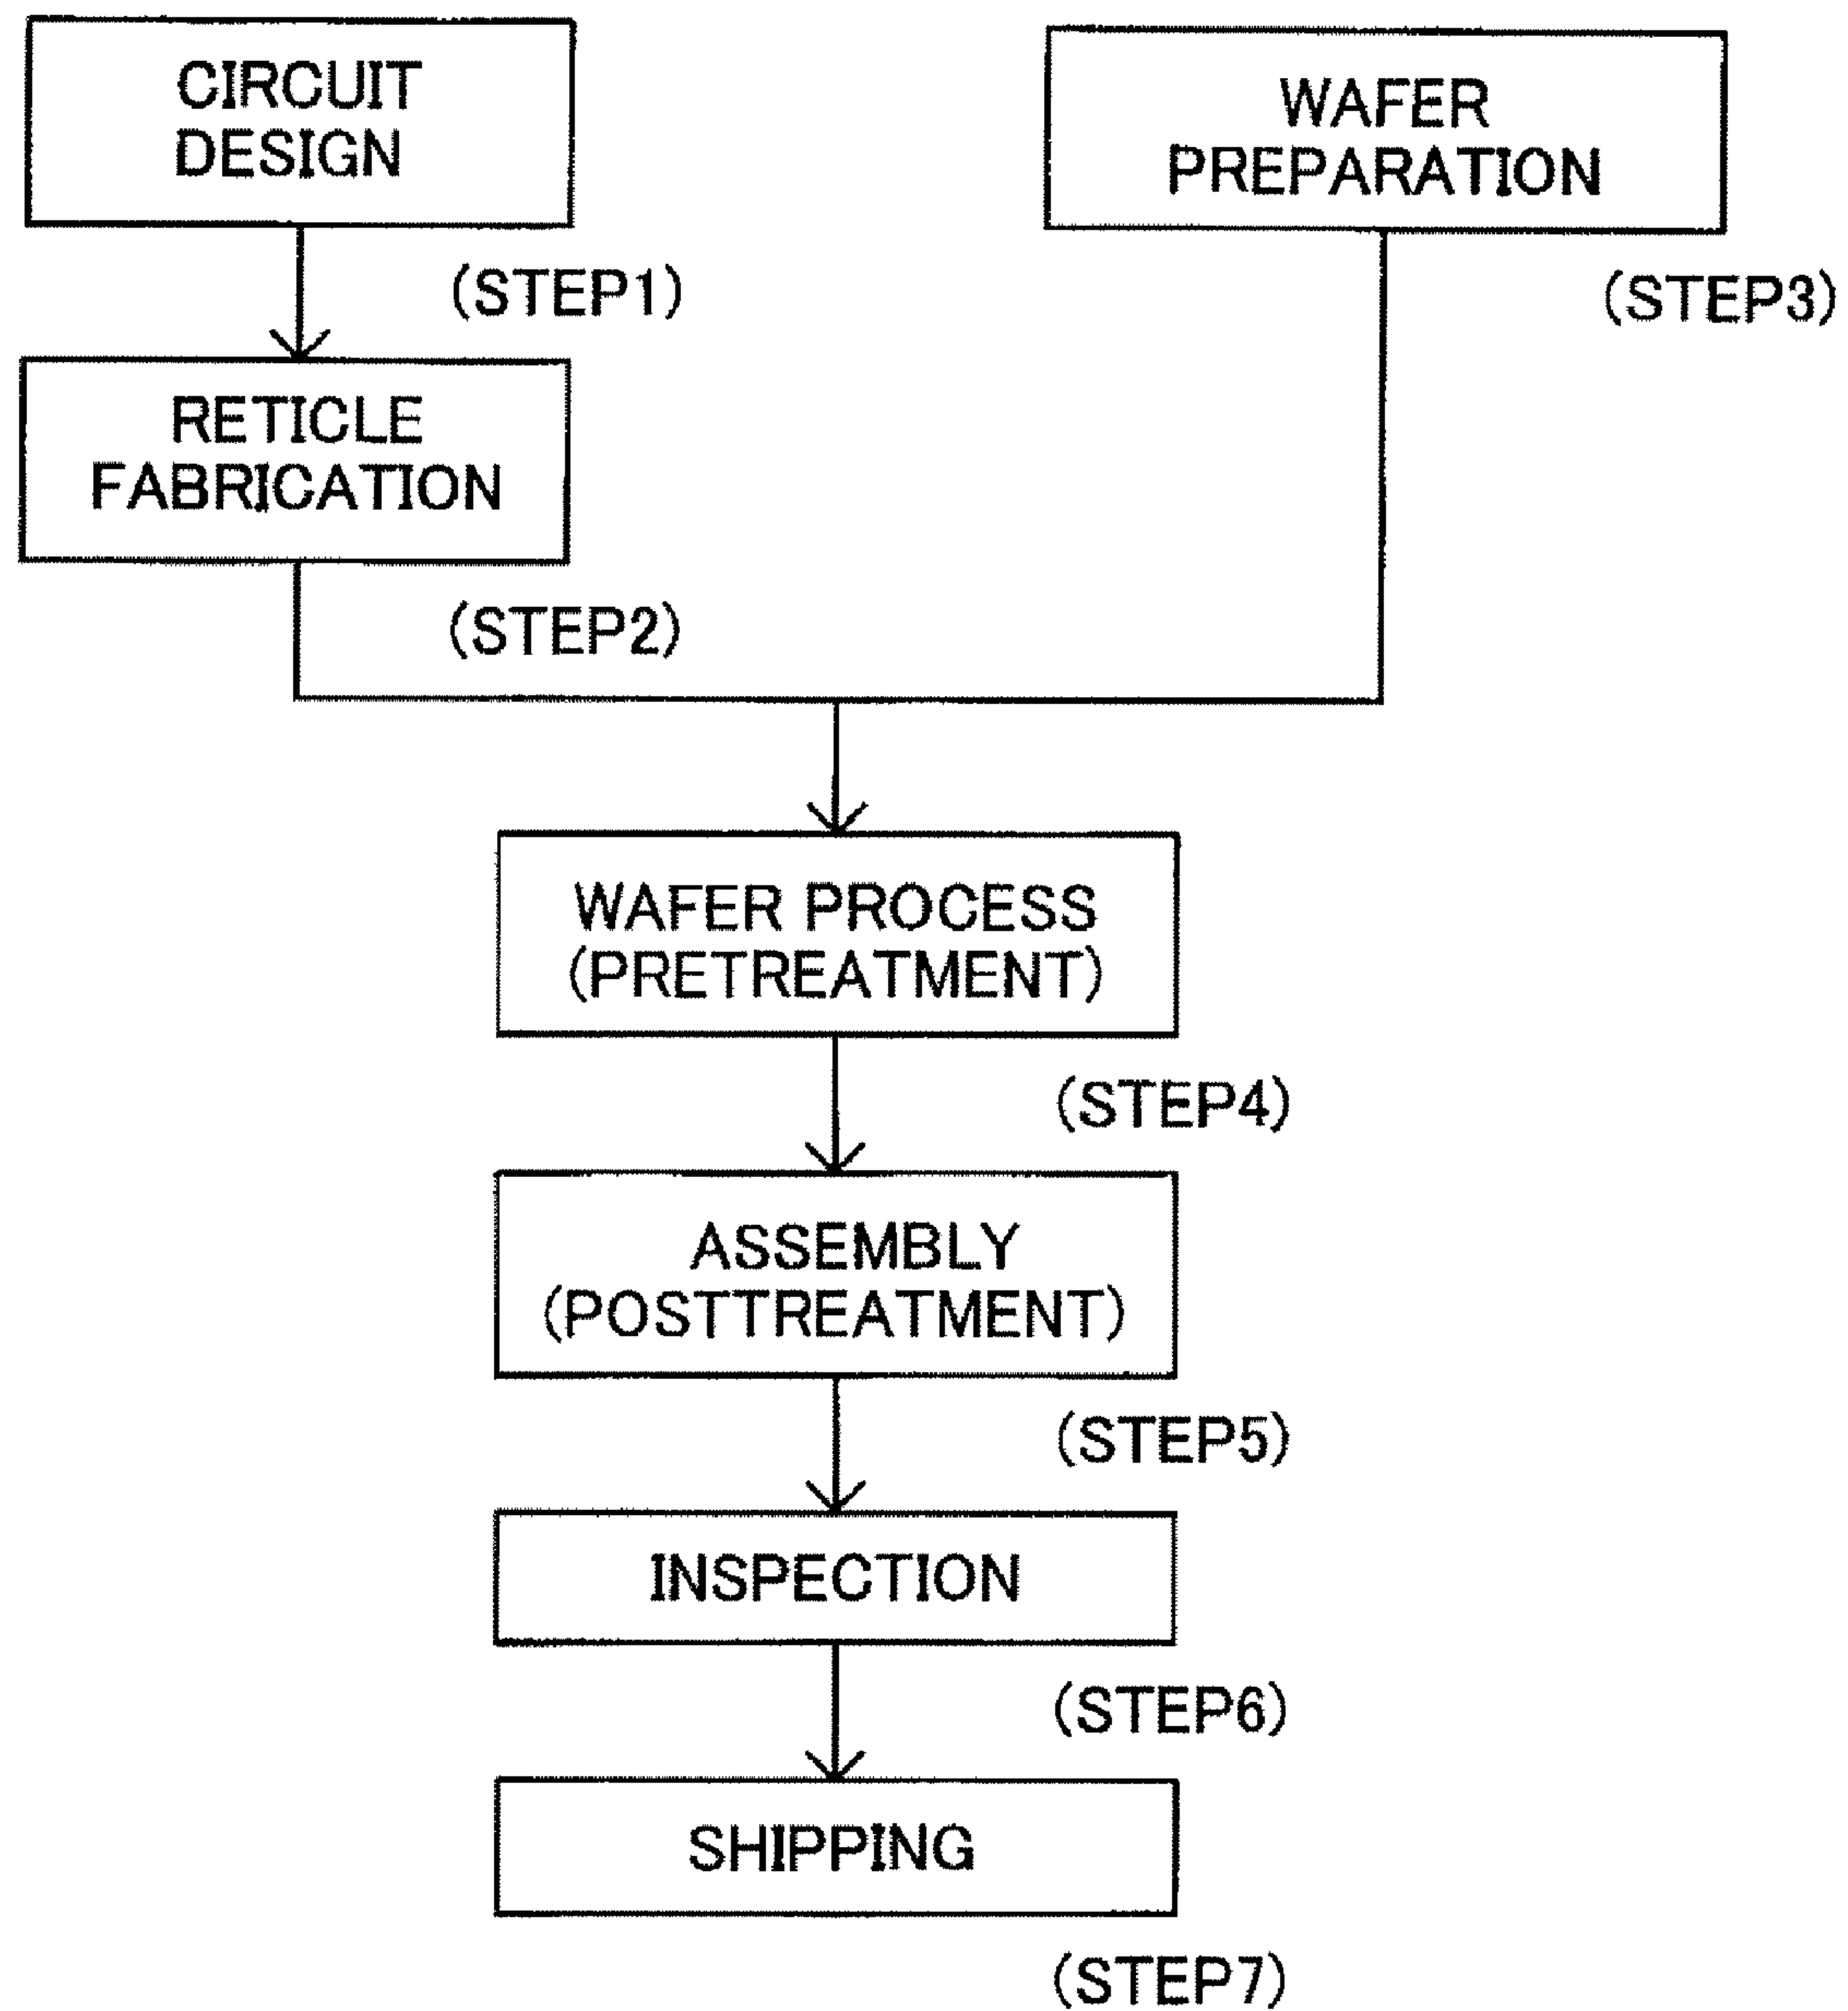 CIRCUIT
DESIGN
(STEP1)
RETICLE
FABRICATION
(STEP2)
WAFER
PREPARATION
(STEP3)
WAFER PROCESS
(PRETREATMENT)
(STEP4)
ASSEMBLY
(POSTTREATMENT)
(STEP5)
INSPECTION
(STEP6)
SHIPPING
(STEP7)